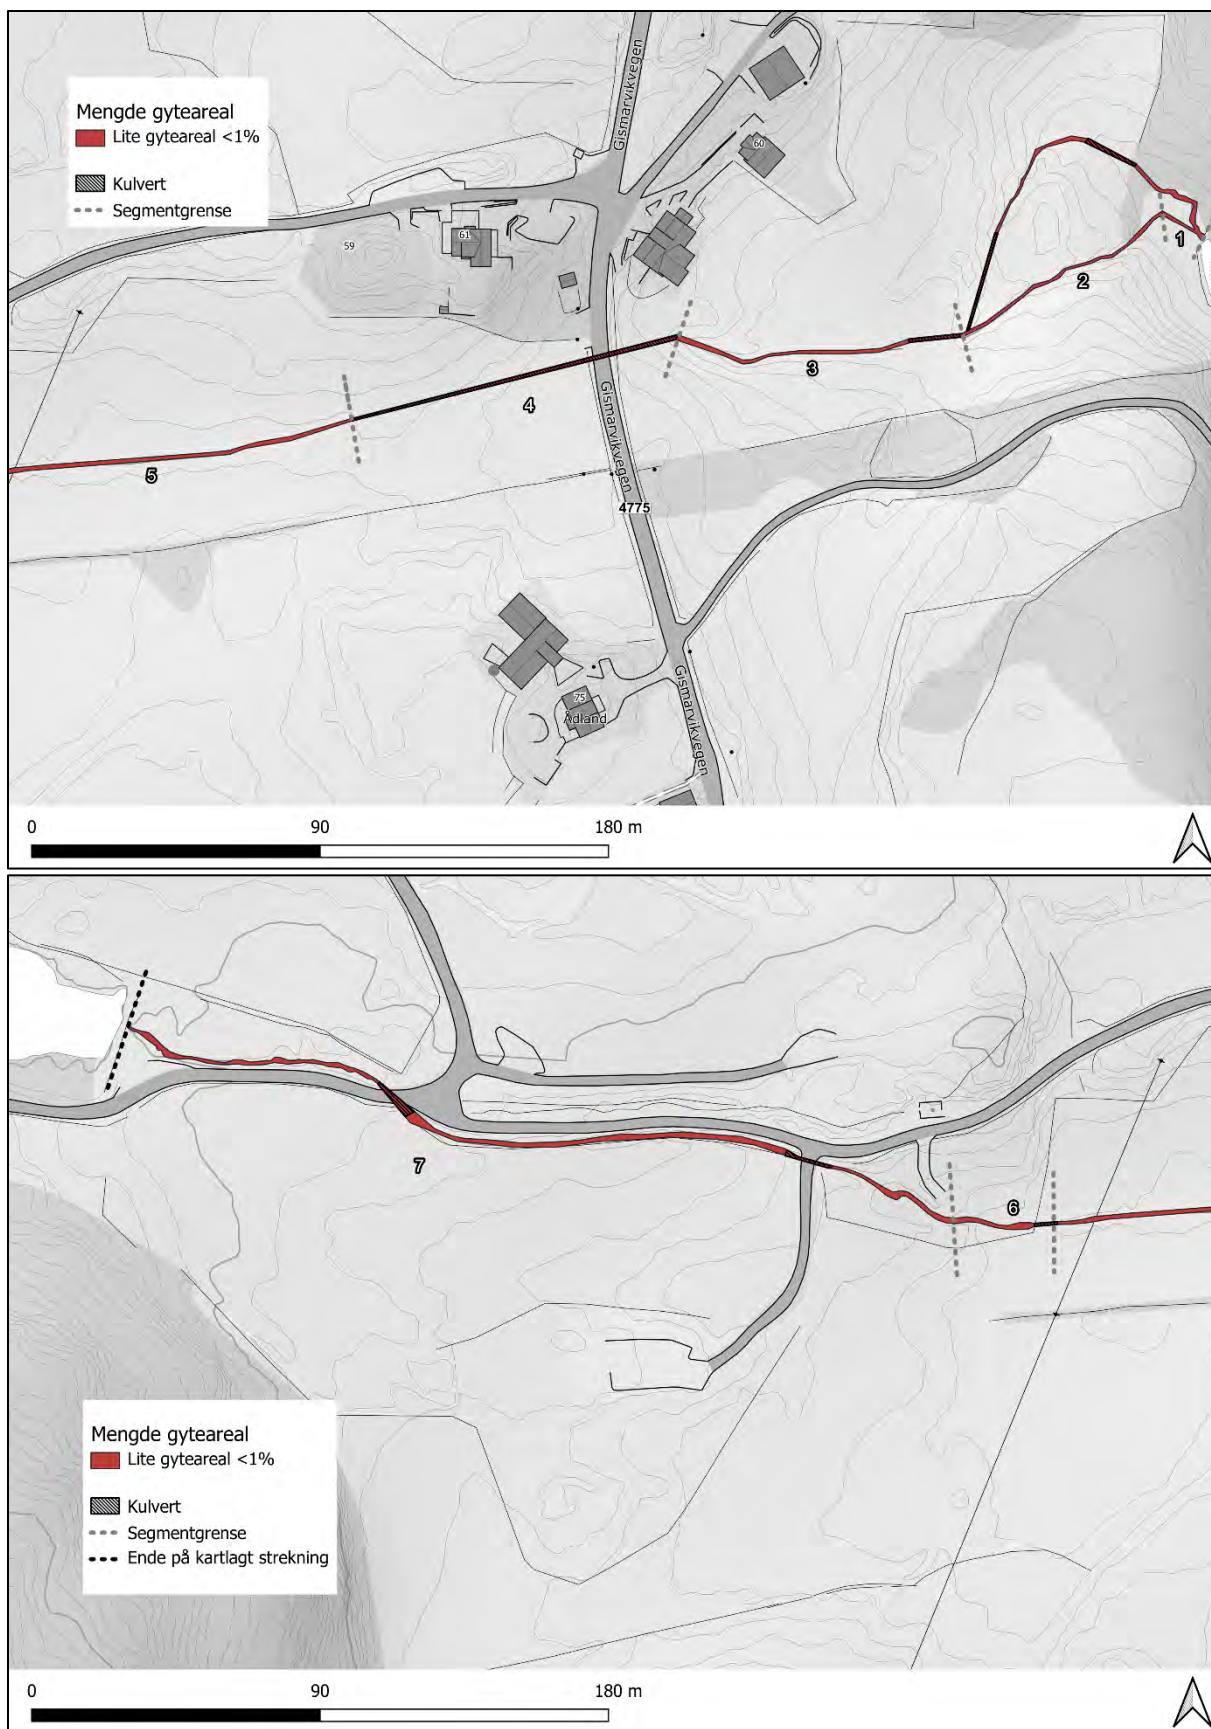 Mengde gyteareal
Lite gyteareal <1%
Kulvert
Segmentgrense
Gismarvikvegen
60
61
59
1
2
3
4
5
Gismarvikvegen
4775
75
Ådland
Gismarvikvegen
0 90 180 m
7
6
Mengde gyteareal
Lite gyteareal <1%
Kulvert
Segmentgrense
Ende på kartlagt strekning
0 90 180 m